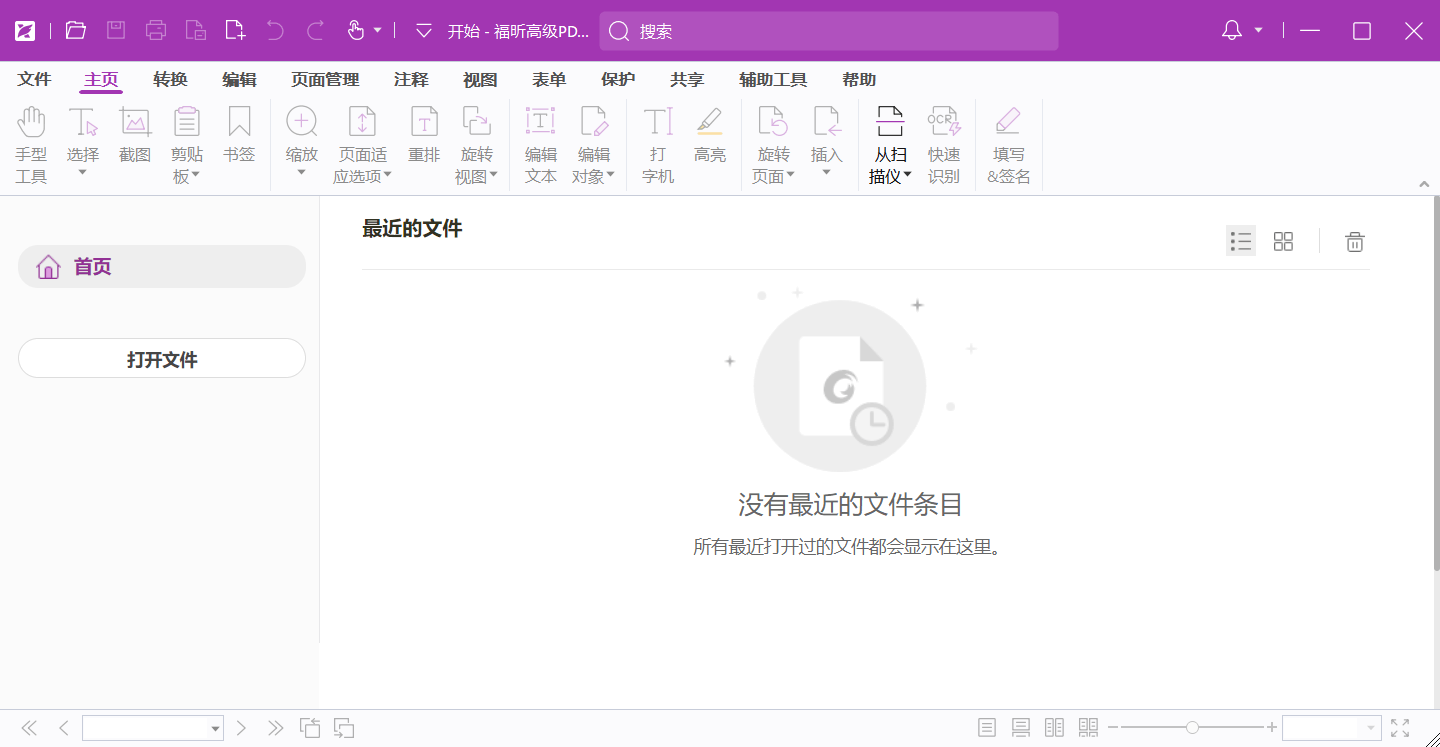 开始 - 福昕高级PD...
搜索
文件 主页 转换 编辑 页面管理 注释 视图 表单 保护 共享 辅助工具 帮助
手型
工具
选择
截图
剪贴
板
书签
缩放
页面适
应选项
重排
旋转
视图
编辑
文本
编辑
对象
打
字机
高亮
旋转
页面
插入
从扫
描仪
OCR
快速
识别
填写
&签名
首页
打开文件
最近的文件
没有最近的文件条目
所有最近打开过的文件都会显示在这里。